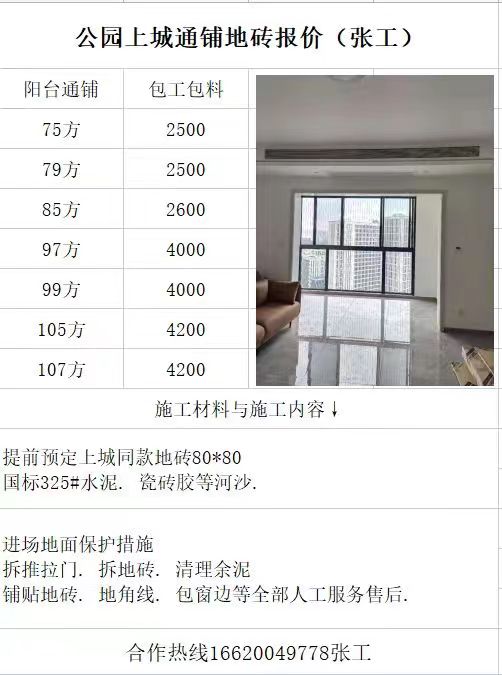 公园上城通铺地砖报价（张工）
阳台通铺 包工包料
75方 2500
79方 2500
85方 2600
97方 4000
99方 4000
105方 4200
107方 4200
施工材料与施工内容↓
提前预定上城同款地砖80*80
国标325#水泥. 瓷砖胶等河沙.
进场地面保护措施
拆推拉门. 拆地砖. 清理余泥
铺贴地砖. 地角线. 包窗边等全部人工服务售后.
合作热线16620049778张工